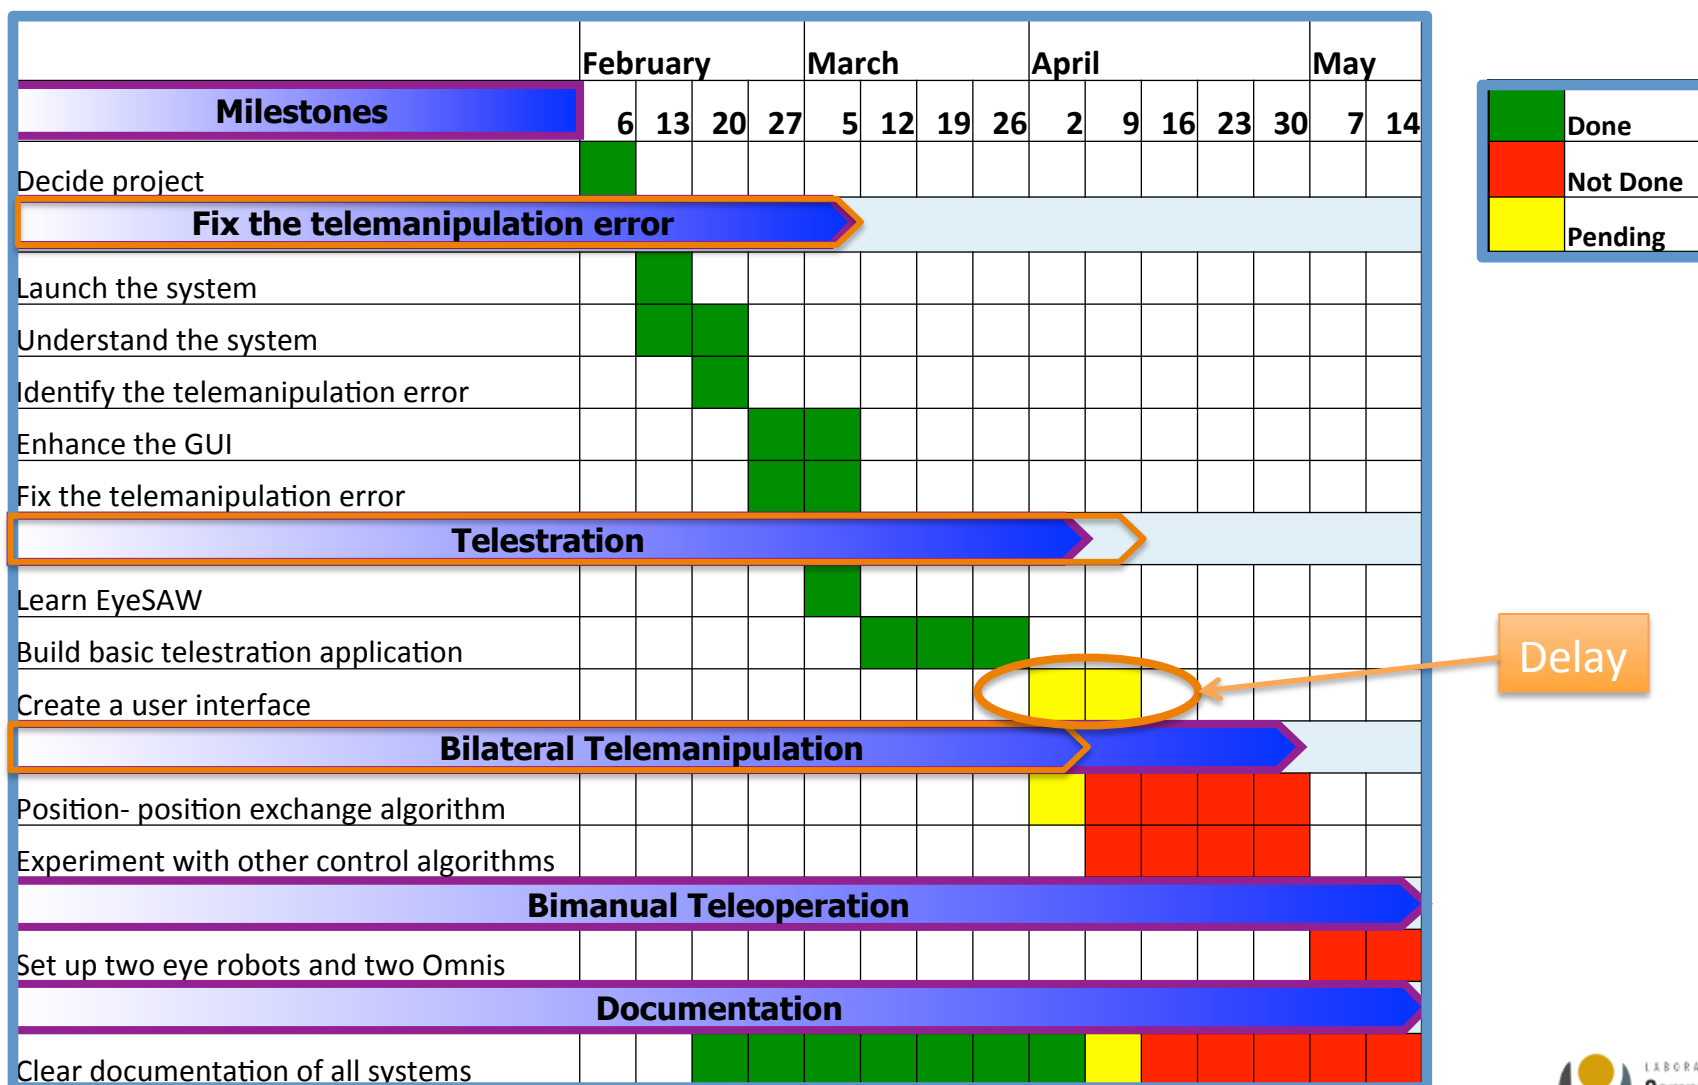 February March April May
Milestones 6 13 20 27 5 12 19 26 2 9 16 23 30 7 14
Done
Decide project
Not Done
Fix the telemanipulation error
Pending
Launch the system
Understand the system
Identify the telemanipulation error
Enhance the GUI
Fix the telemanipulation error
Telestration
Learn EyeSAW
Build basic telestration application
Delay
Create a user interface
Bilateral Telemanipulation
Position- position exchange algorithm
Experiment with other control algorithms
Bimanual Teleoperation
Set up two eye robots and two Omnis
Documentation
Clear documentation of all systems